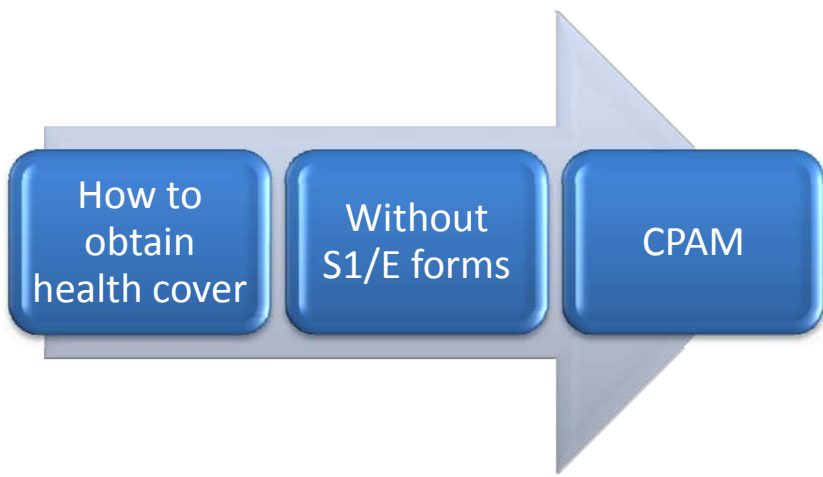 How to
obtain
health cover
Without
S1/E forms
CPAM